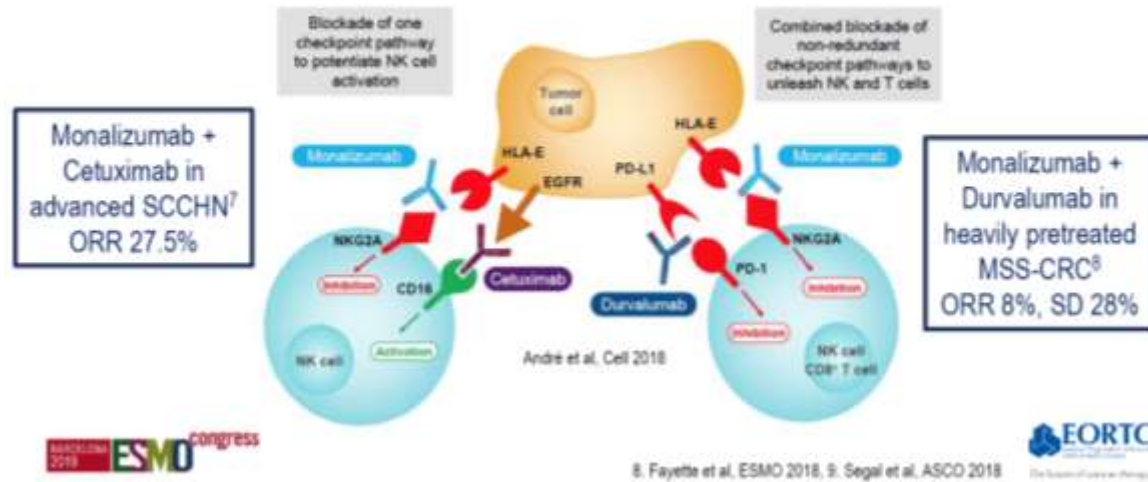 Blockade of one
checkpoint pathway
to potentiate NK cell
activation
Combined blockade of
non-redundant
checkpoint pathways to
unleash NK and T cells
Monalizumab +
Cetuximab in
advanced SCCHN7
ORR 27.5%
Tumor
cell
HLA-E
Monalizumab
HLA-E
EGFR
PD-L1
Monalizumab
NKG2A
Inhibition
CD16
Cetuximab
Activation
NK cell
Durvalumab
PD-1
NKG2A
Inhibition
Inhibition
NK cell
CD8+ T cell
Monalizumab +
Durvalumab in
heavily pretreated
MSS-CRC8
ORR 8%, SD 28%
André et al, Cell 2018
BARCELONA
2019
ESMO congress
8. Fayette et al, ESMO 2018, 9. Segal et al, ASCO 2018
EORTC